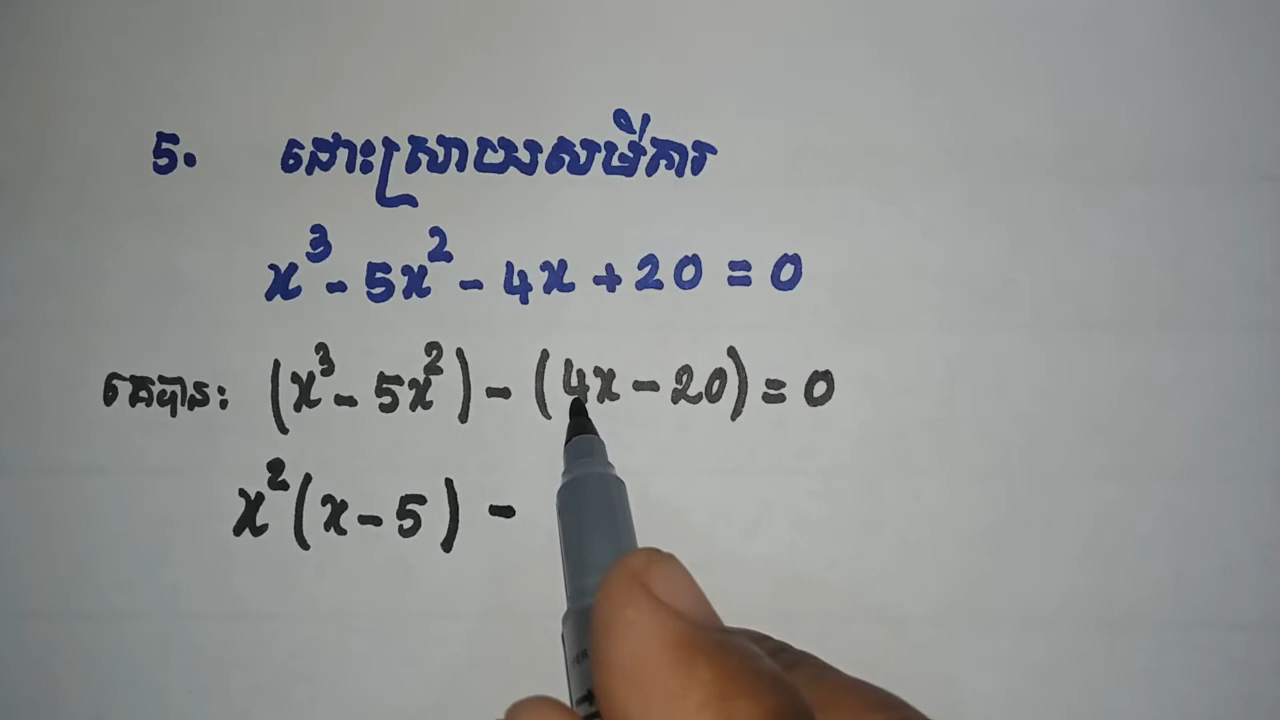 5. ដោះស្រាយសមីការ
x³ - 5x² - 4x + 20 = 0
គេបាន: (x³ - 5x²) - (4x - 20) = 0
x²(x - 5) -